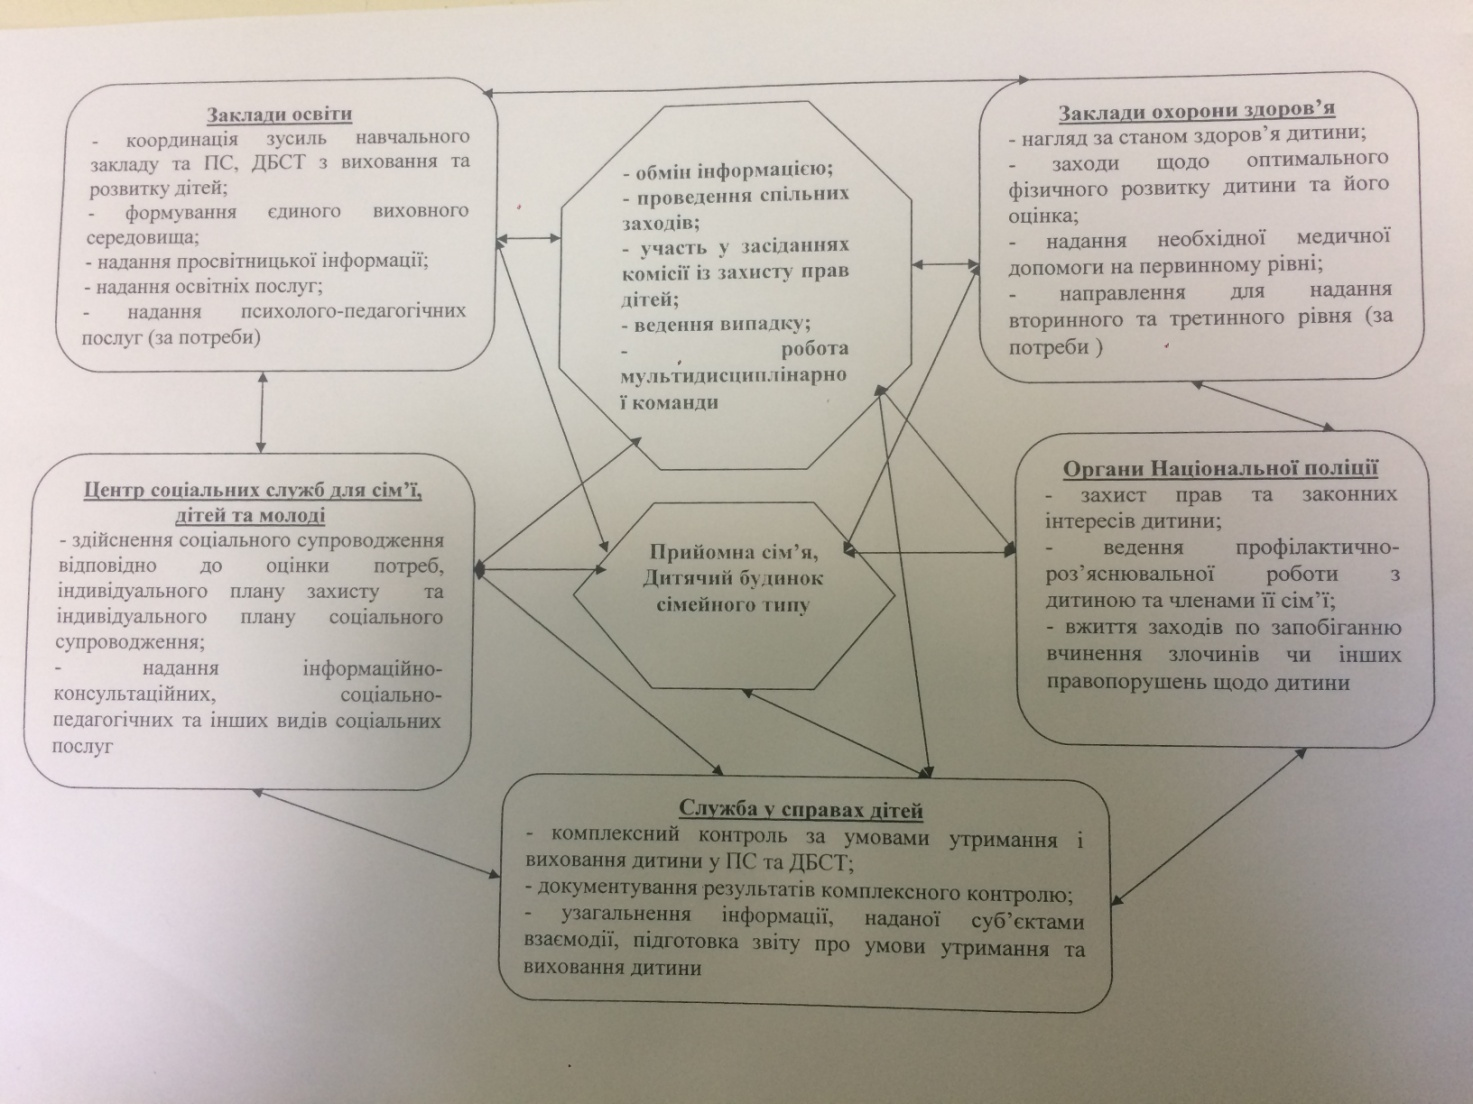 Заклади освіти
- координація зусиль навчального
закладу та ПС, ДБСТ з виховання та
розвитку дітей;
- формування єдиного виховного
середовища;
- надання просвітницької інформації;
- надання освітніх послуг;
- надання психолого-педагогічних
послуг (за потреби)
- обмін інформацією;
- проведення спільних
заходів;
- участь у засіданнях
комісії із захисту прав
дітей;
- ведення випадку;
- робота
мультидисциплінарно
ї команди
Заклади охорони здоров’я
- нагляд за станом здоров’я дитини;
- заходи щодо оптимального
фізичного розвитку дитини та його
оцінка;
- надання необхідної медичної
допомоги на первинному рівні;
- направлення для надання
вторинного та третинного рівня (за
потреби )
Центр соціальних служб для сім’ї,
дітей та молоді
- здійснення соціального супроводження
відповідно до оцінки потреб,
індивідуального плану захисту та
індивідуального плану соціального
супроводження;
- надання інформаційно-
консультаційних, соціально-
педагогічних та інших видів соціальних
послуг
Прийомна сім’я,
Дитячий будинок
сімейного типу
Органи Національної поліції
- захист прав та законних
інтересів дитини;
- ведення профілактично-
роз’яснювальної роботи з
дитиною та членами її сім’ї;
- вжиття заходів по запобіганню
вчинення злочинів чи інших
правопорушень щодо дитини
Служба у справах дітей
- комплексний контроль за умовами утримання і
виховання дитини у ПС та ДБСТ;
- документування результатів комплексного контролю;
- узагальнення інформації, наданої суб’єктами
взаємодії, підготовка звіту про умови утримання та
виховання дитини